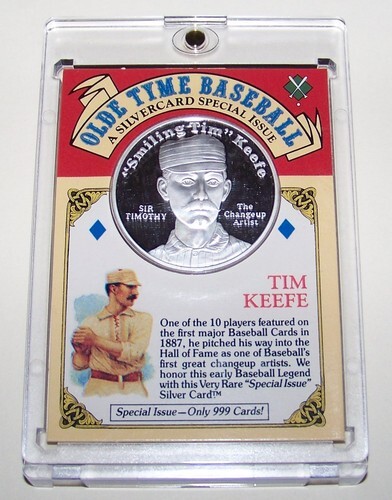 OLDE TYME BASEBALL
A SILVERCARD SPECIAL ISSUE
"Smiling Tim" Keefe
SIR
TIMOTHY
The
Changeup
Artist
TIM
KEEFE
One of the 10 players featured on
the first major Baseball Cards in
1887, he pitched his way into the
Hall of Fame as one of Baseball's
first great changeup artists. We
honor this early Baseball Legend
with this Very Rare "Special Issue"
Silver Card™
Special Issue—Only 999 Cards!